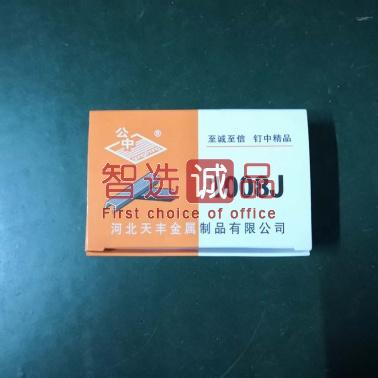 公中®
至诚至信 钉中精品
智选诚品
1008J
First choice of office
河北天丰金属制品有限公司